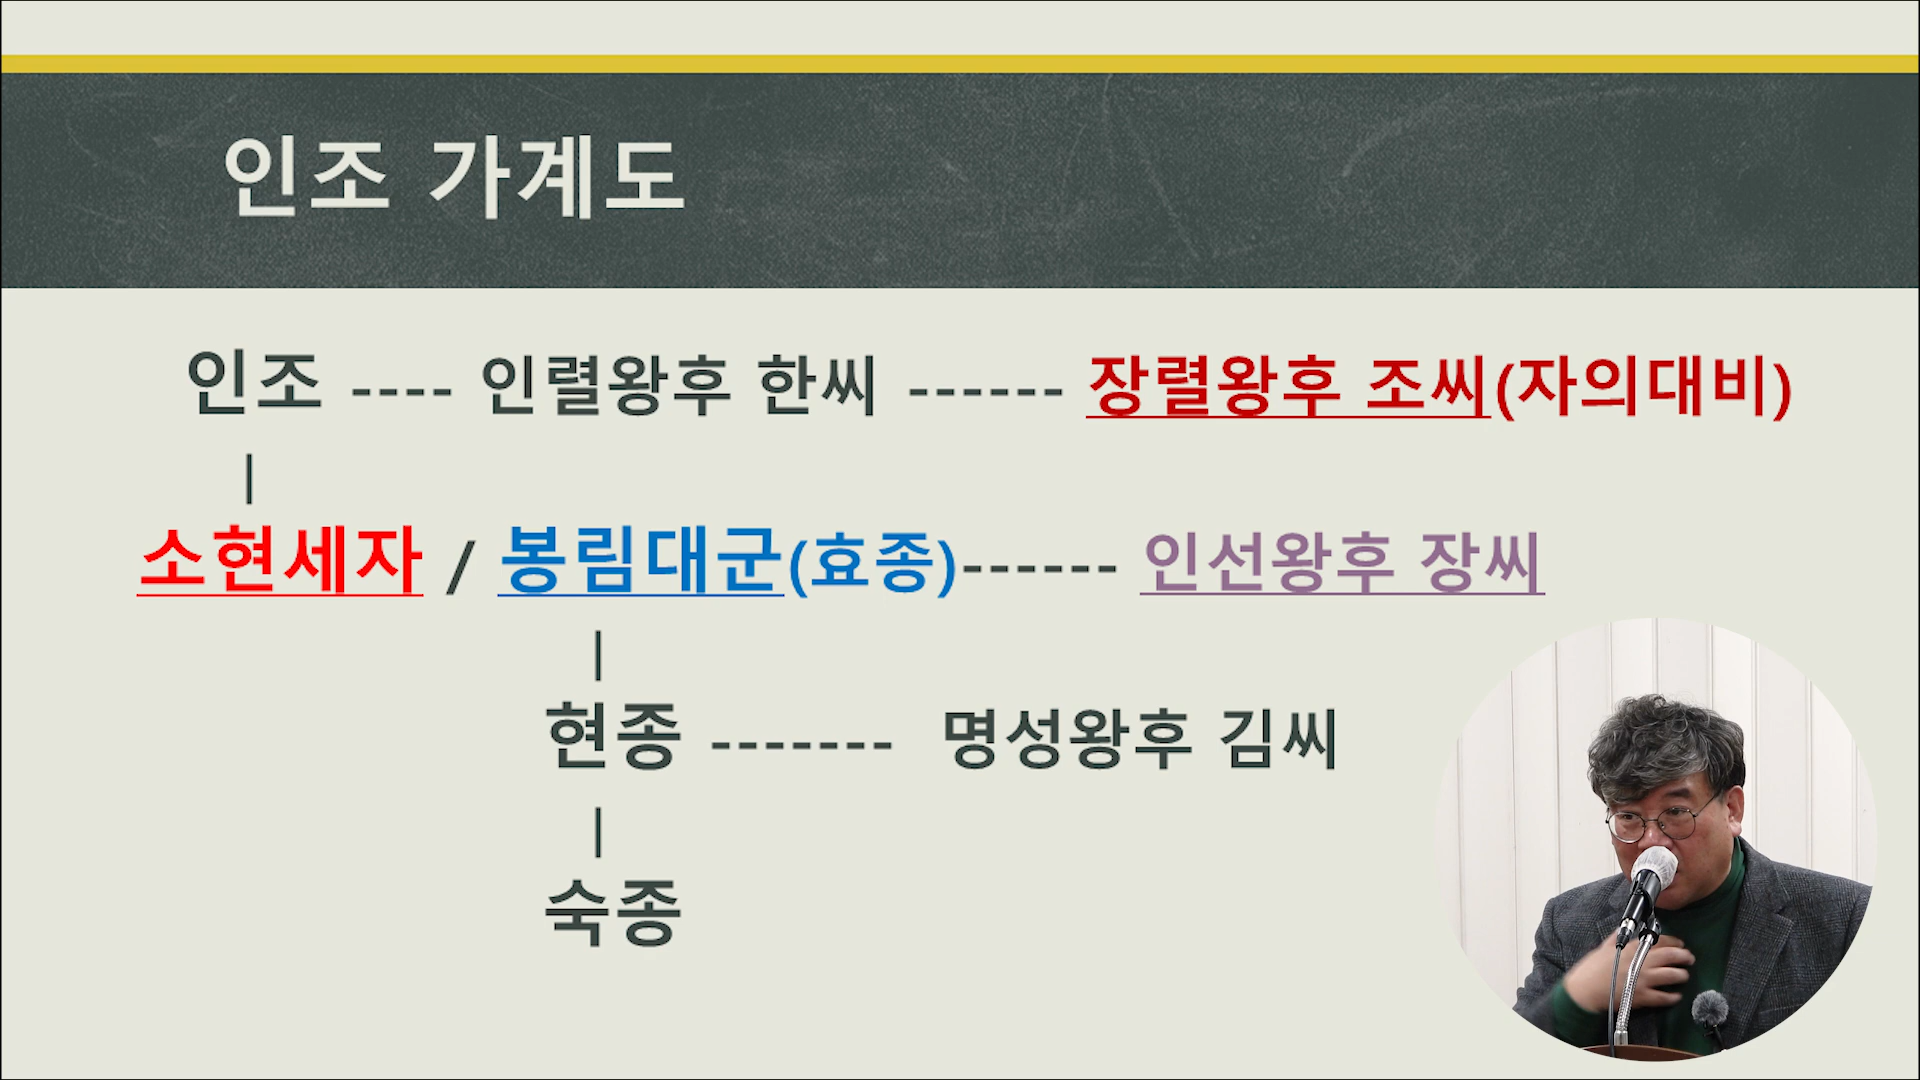 인조 가계도
인조 ---- 인렬왕후 한씨 ------ 장렬왕후 조씨(자의대비)
|
소현세자 / 봉림대군(효종)------ 인선왕후 장씨
|
현종 ------- 명성왕후 김씨
|
숙종